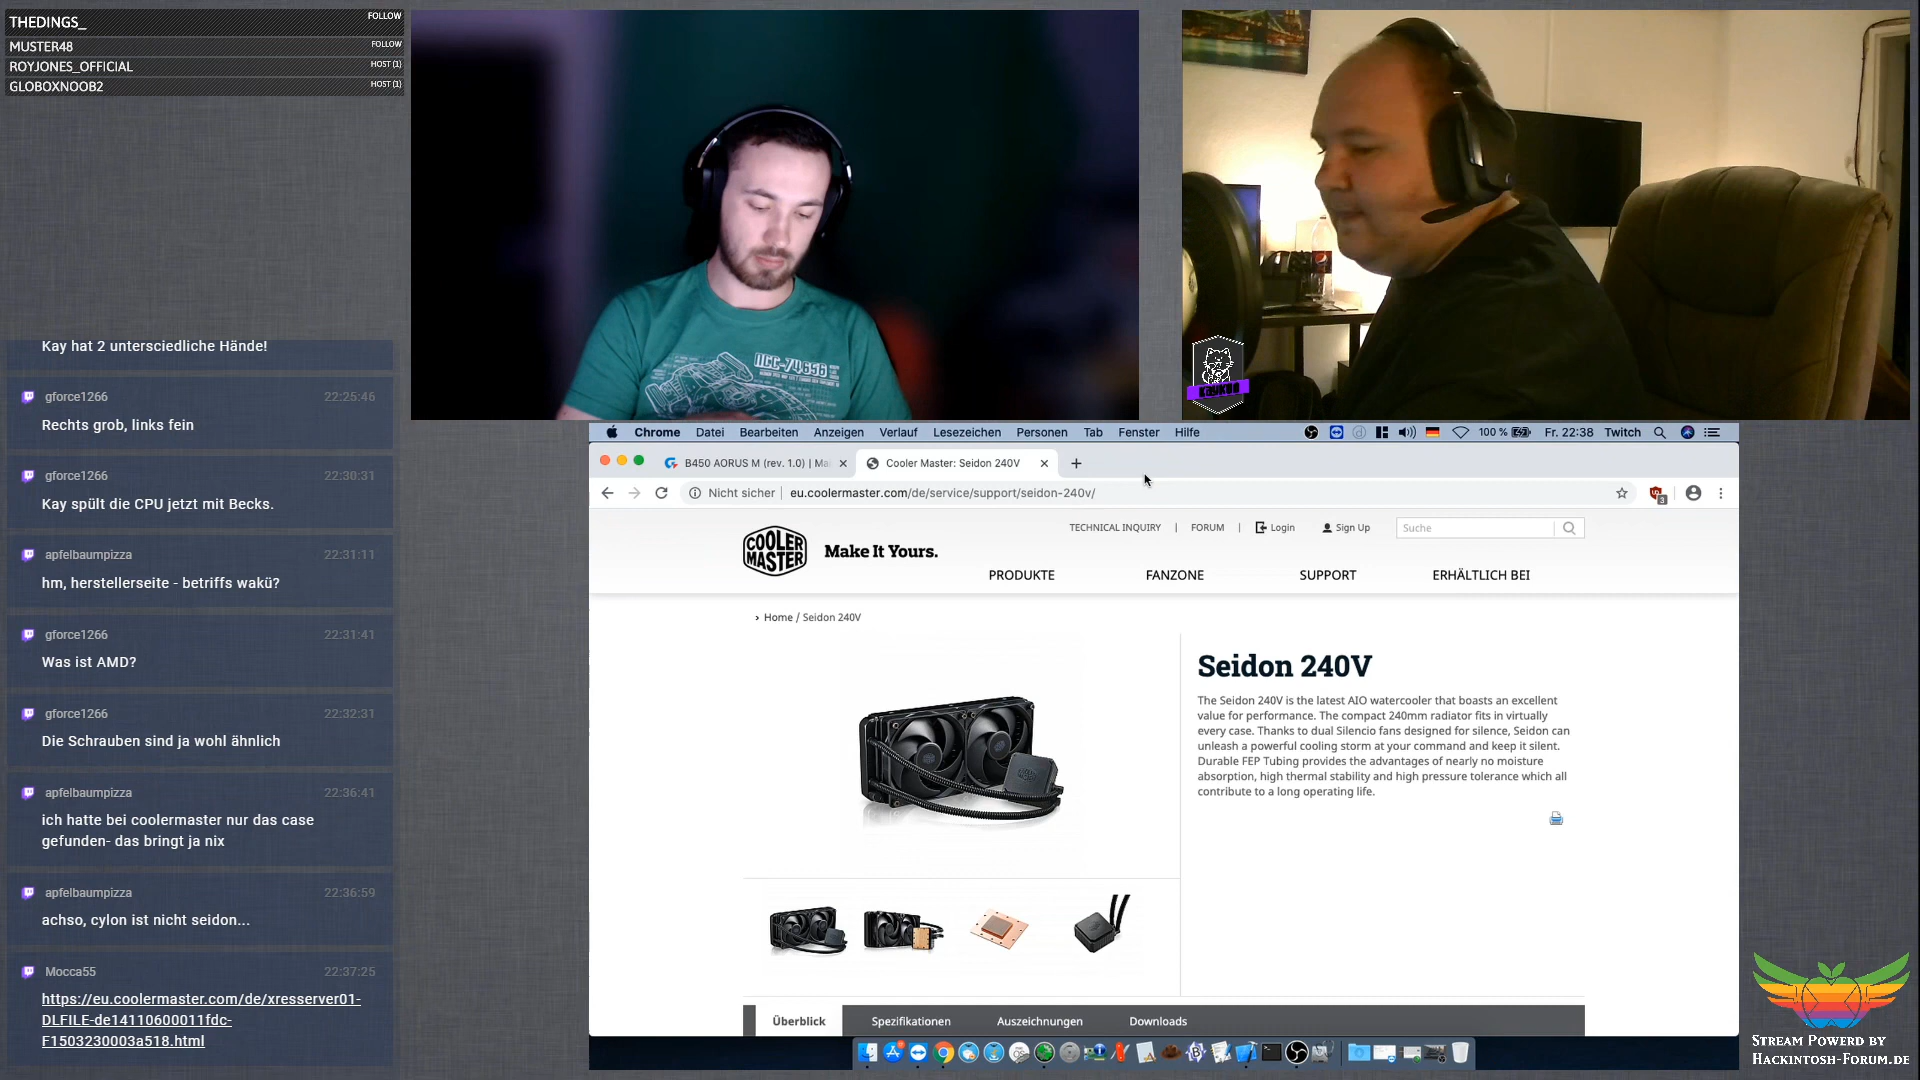 THEDINGS_ FOLLOW
MUSTER48 FOLLOW
ROYJONES_OFFICIAL HOST (1)
GLOBOXNOOB2 HOST (1)
Kay hat 2 untersciedliche Hände!
gforce1266 22:25:46
Rechts grob, links fein
gforce1266 22:30:31
Kay spült die CPU jetzt mit Becks.
apfelbaumpizza 22:31:11
hm, herstellerseite - betriffs wakü?
gforce1266 22:31:41
Was ist AMD?
gforce1266 22:32:31
Die Schrauben sind ja wohl ähnlich
apfelbaumpizza 22:36:41
ich hatte bei coolermaster nur das case
gefunden- das bringt ja nix
apfelbaumpizza 22:36:59
achso, cylon ist nicht seidon...
Mocca55 22:37:25
https://eu.coolermaster.com/de/xresserver01-
DLFILE-de14110600011fdc-
F1503230003a518.html
NCC-74656
Chrome Datei Bearbeiten Anzeigen Verlauf Lesezeichen Personen Tab Fenster Hilfe 100 % Fr. 22:38 Twitch
B450 AORUS M (rev. 1.0) | Ma Cooler Master: Seidon 240V
Nicht sicher eu.coolermaster.com/de/service/support/seidon-240v/ 3
TECHNICAL INQUIRY | FORUM | Login Sign Up Suche
COOLER
MASTER
Make It Yours.
PRODUKTE FANZONE SUPPORT ERHÄLTLICH BEI
› Home / Seidon 240V
Seidon 240V
The Seidon 240V is the latest AIO watercooler that boasts an excellent
value for performance. The compact 240mm radiator fits in virtually
every case. Thanks to dual Silencio fans designed for silence, Seidon can
unleash a powerful cooling storm at your command and keep it silent.
Durable FEP Tubing provides the advantages of nearly no moisture
absorption, high thermal stability and high pressure tolerance which all
contribute to a long operating life.
Überblick Spezifikationen Auszeichnungen Downloads
Stream Powerd by
Hackintosh-Forum.de